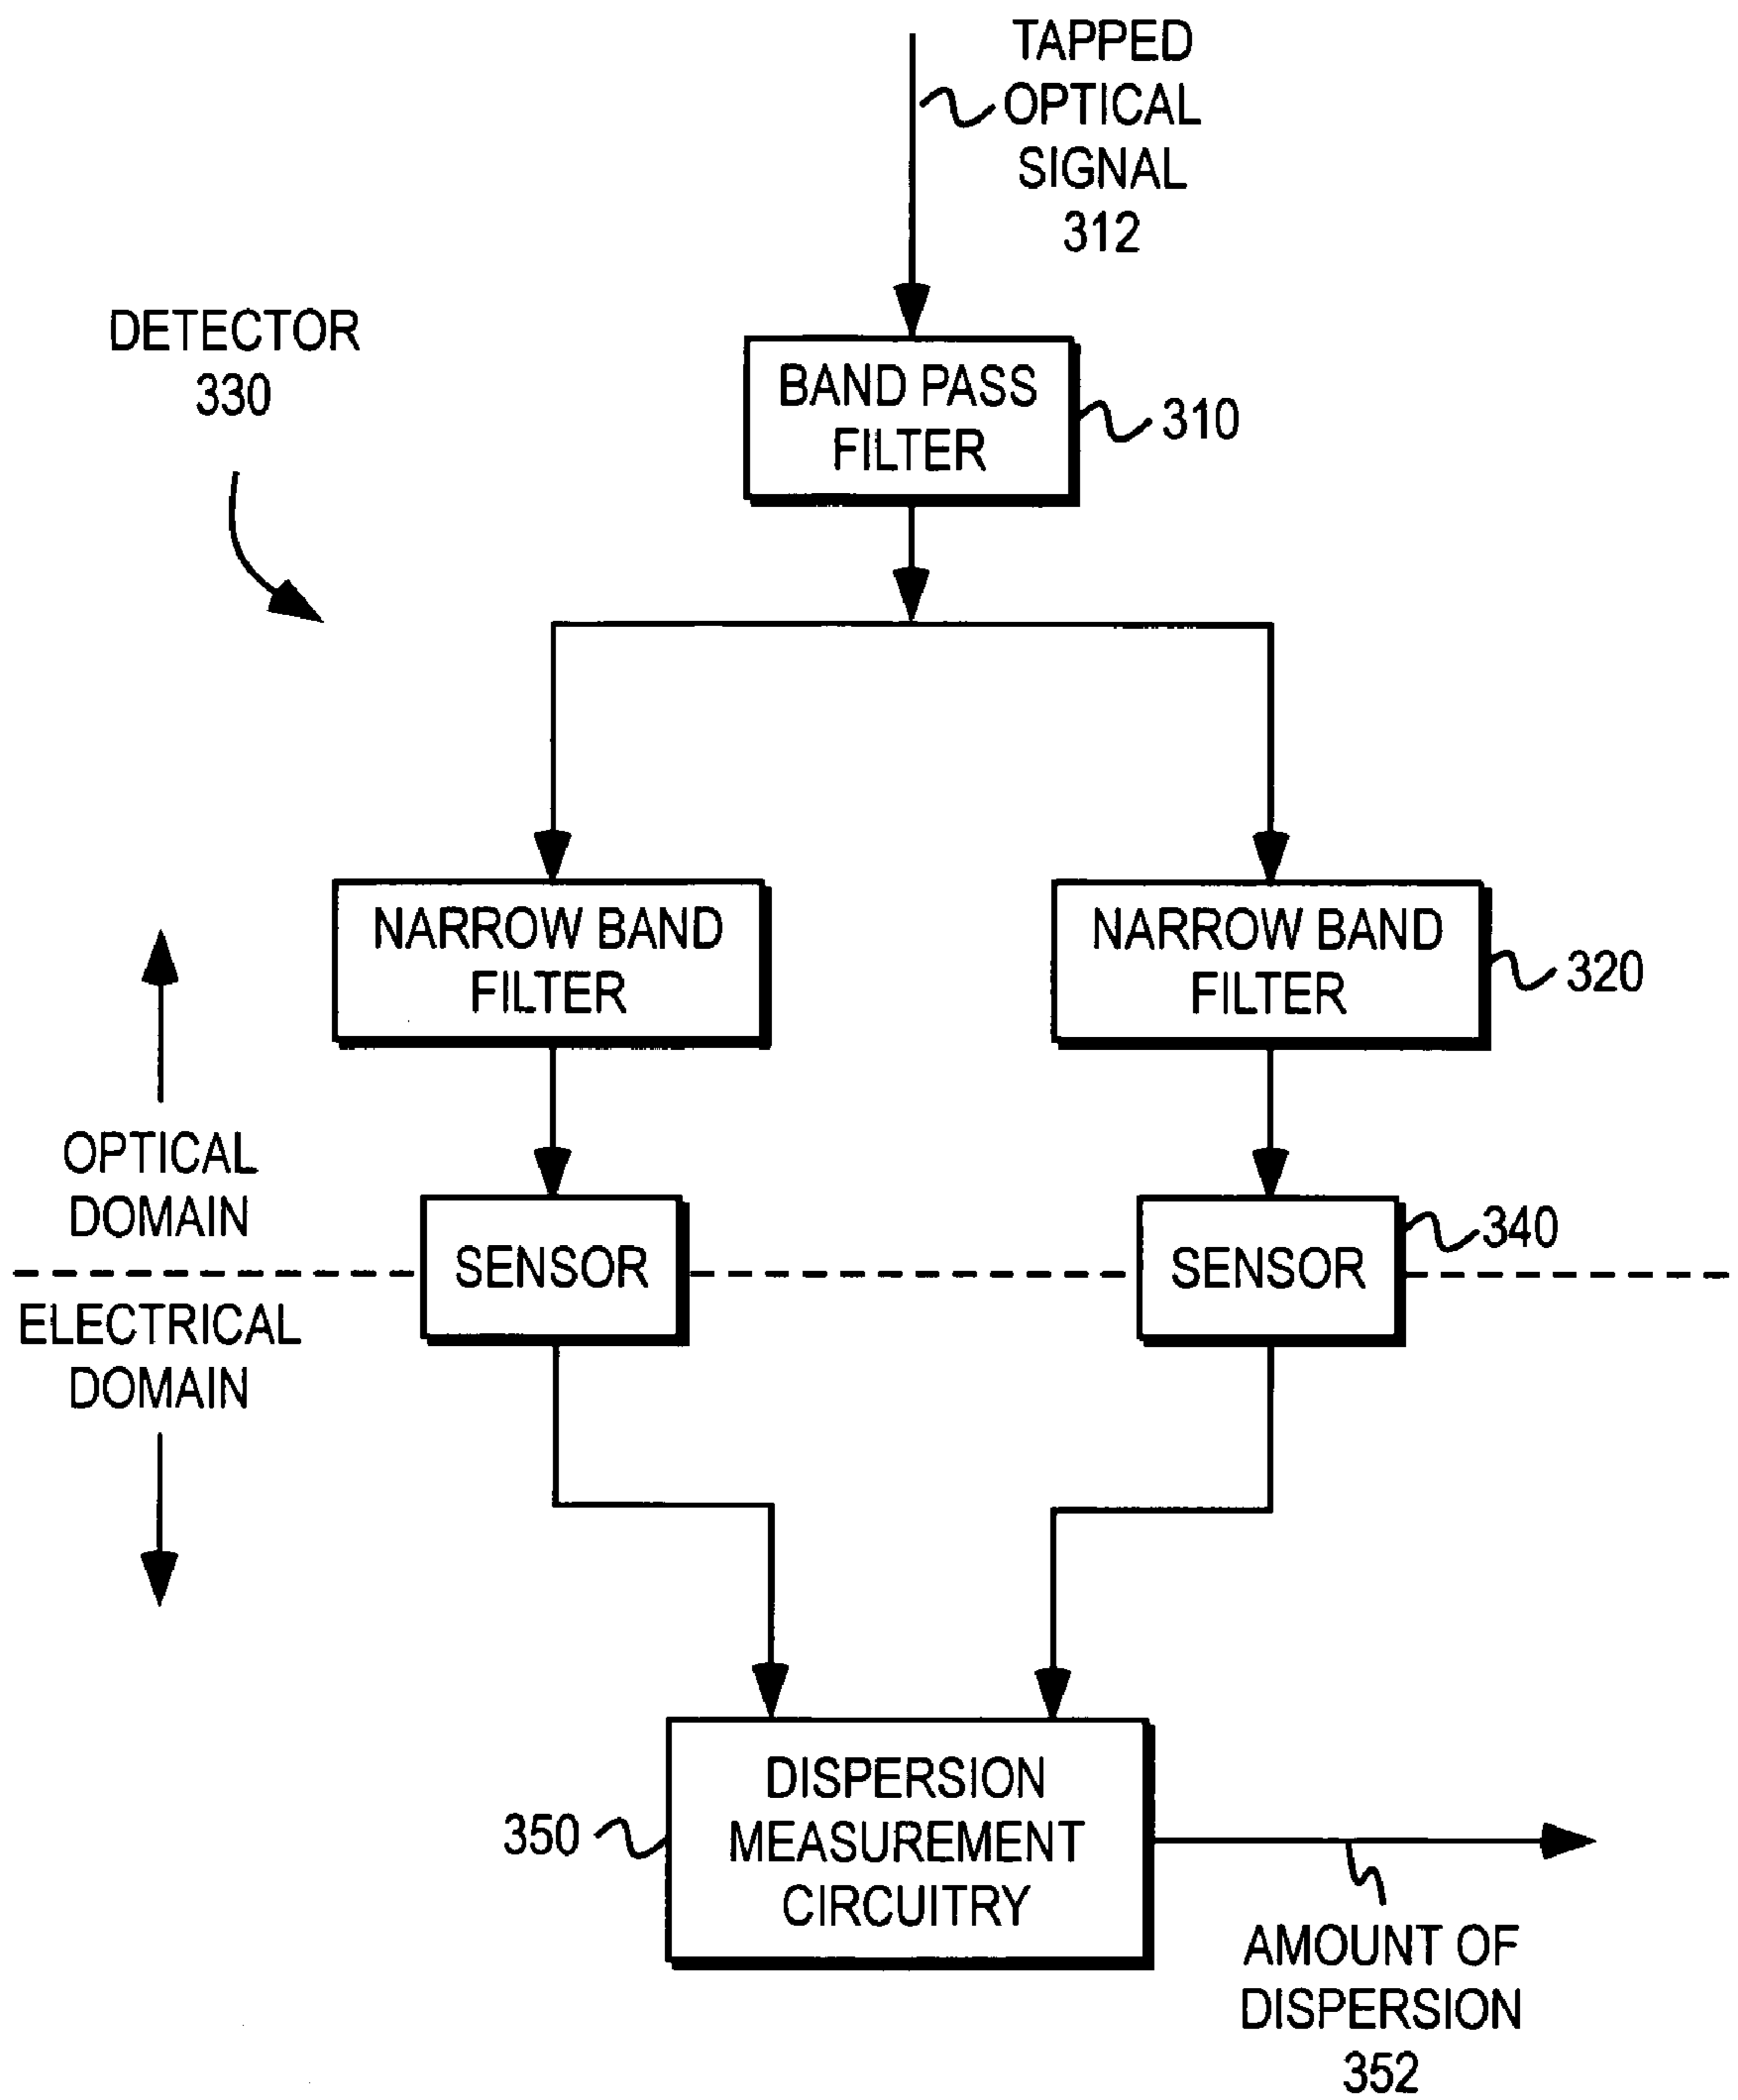 TAPPED
OPTICAL
SIGNAL
312
DETECTOR
330
BAND PASS
FILTER
310
NARROW BAND
FILTER
NARROW BAND
FILTER
320
OPTICAL
DOMAIN
SENSOR
SENSOR
340
ELECTRICAL
DOMAIN
DISPERSION
MEASUREMENT
CIRCUITRY
350
AMOUNT OF
DISPERSION
352